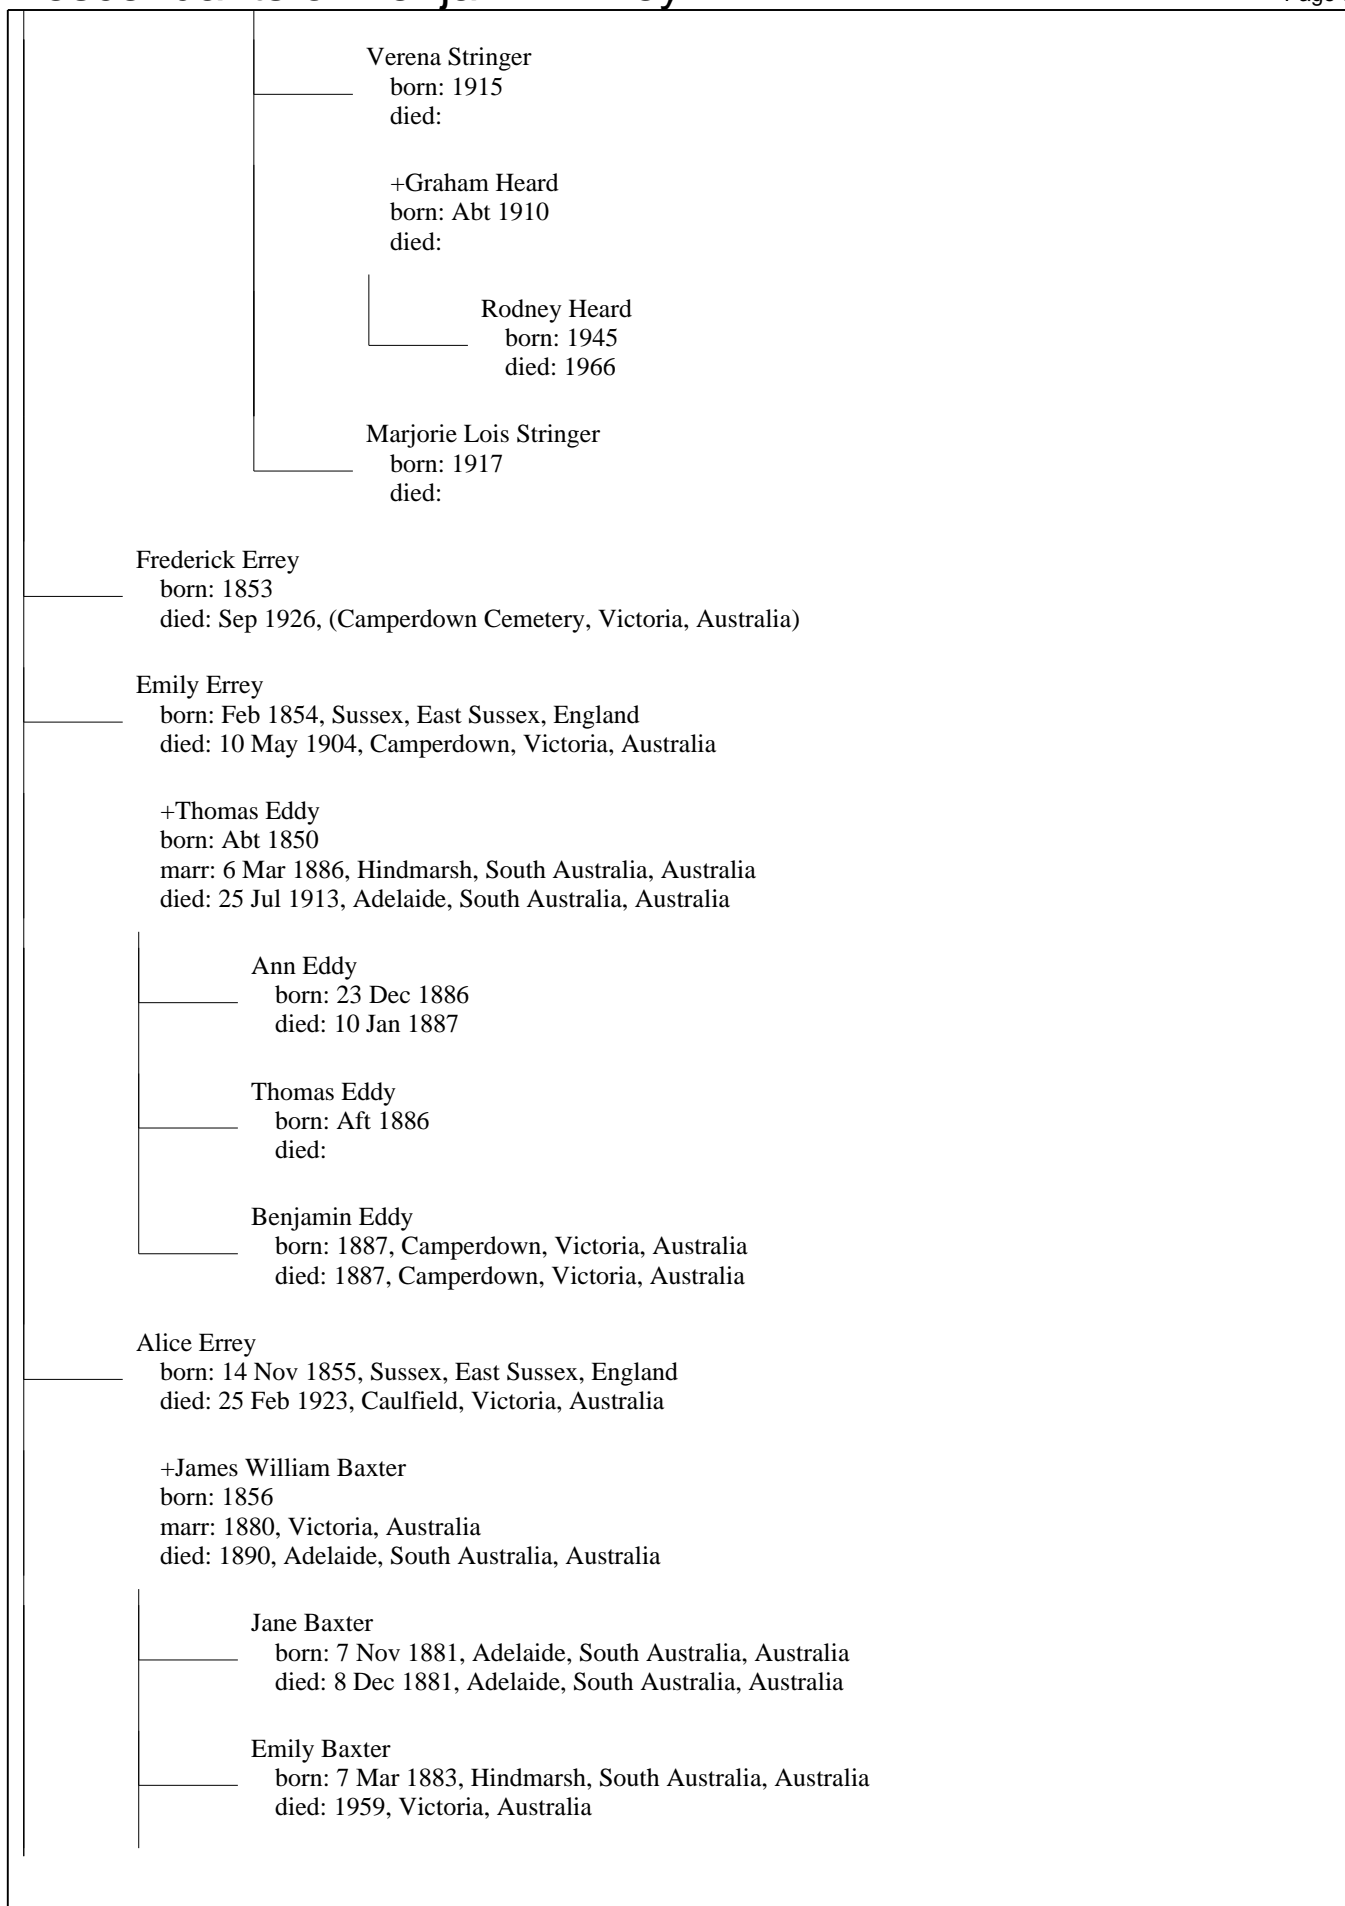 Verena Stringer
born: 1915
died:
+Graham Heard
born: Abt 1910
died:
Rodney Heard
born: 1945
died: 1966
Marjorie Lois Stringer
born: 1917
died:
Frederick Errey
born: 1853
died: Sep 1926, (Camperdown Cemetery, Victoria, Australia)
Emily Errey
born: Feb 1854, Sussex, East Sussex, England
died: 10 May 1904, Camperdown, Victoria, Australia
+Thomas Eddy
born: Abt 1850
marr: 6 Mar 1886, Hindmarsh, South Australia, Australia
died: 25 Jul 1913, Adelaide, South Australia, Australia
Ann Eddy
born: 23 Dec 1886
died: 10 Jan 1887
Thomas Eddy
born: Aft 1886
died:
Benjamin Eddy
born: 1887, Camperdown, Victoria, Australia
died: 1887, Camperdown, Victoria, Australia
Alice Errey
born: 14 Nov 1855, Sussex, East Sussex, England
died: 25 Feb 1923, Caulfield, Victoria, Australia
+James William Baxter
born: 1856
marr: 1880, Victoria, Australia
died: 1890, Adelaide, South Australia, Australia
Jane Baxter
born: 7 Nov 1881, Adelaide, South Australia, Australia
died: 8 Dec 1881, Adelaide, South Australia, Australia
Emily Baxter
born: 7 Mar 1883, Hindmarsh, South Australia, Australia
died: 1959, Victoria, Australia